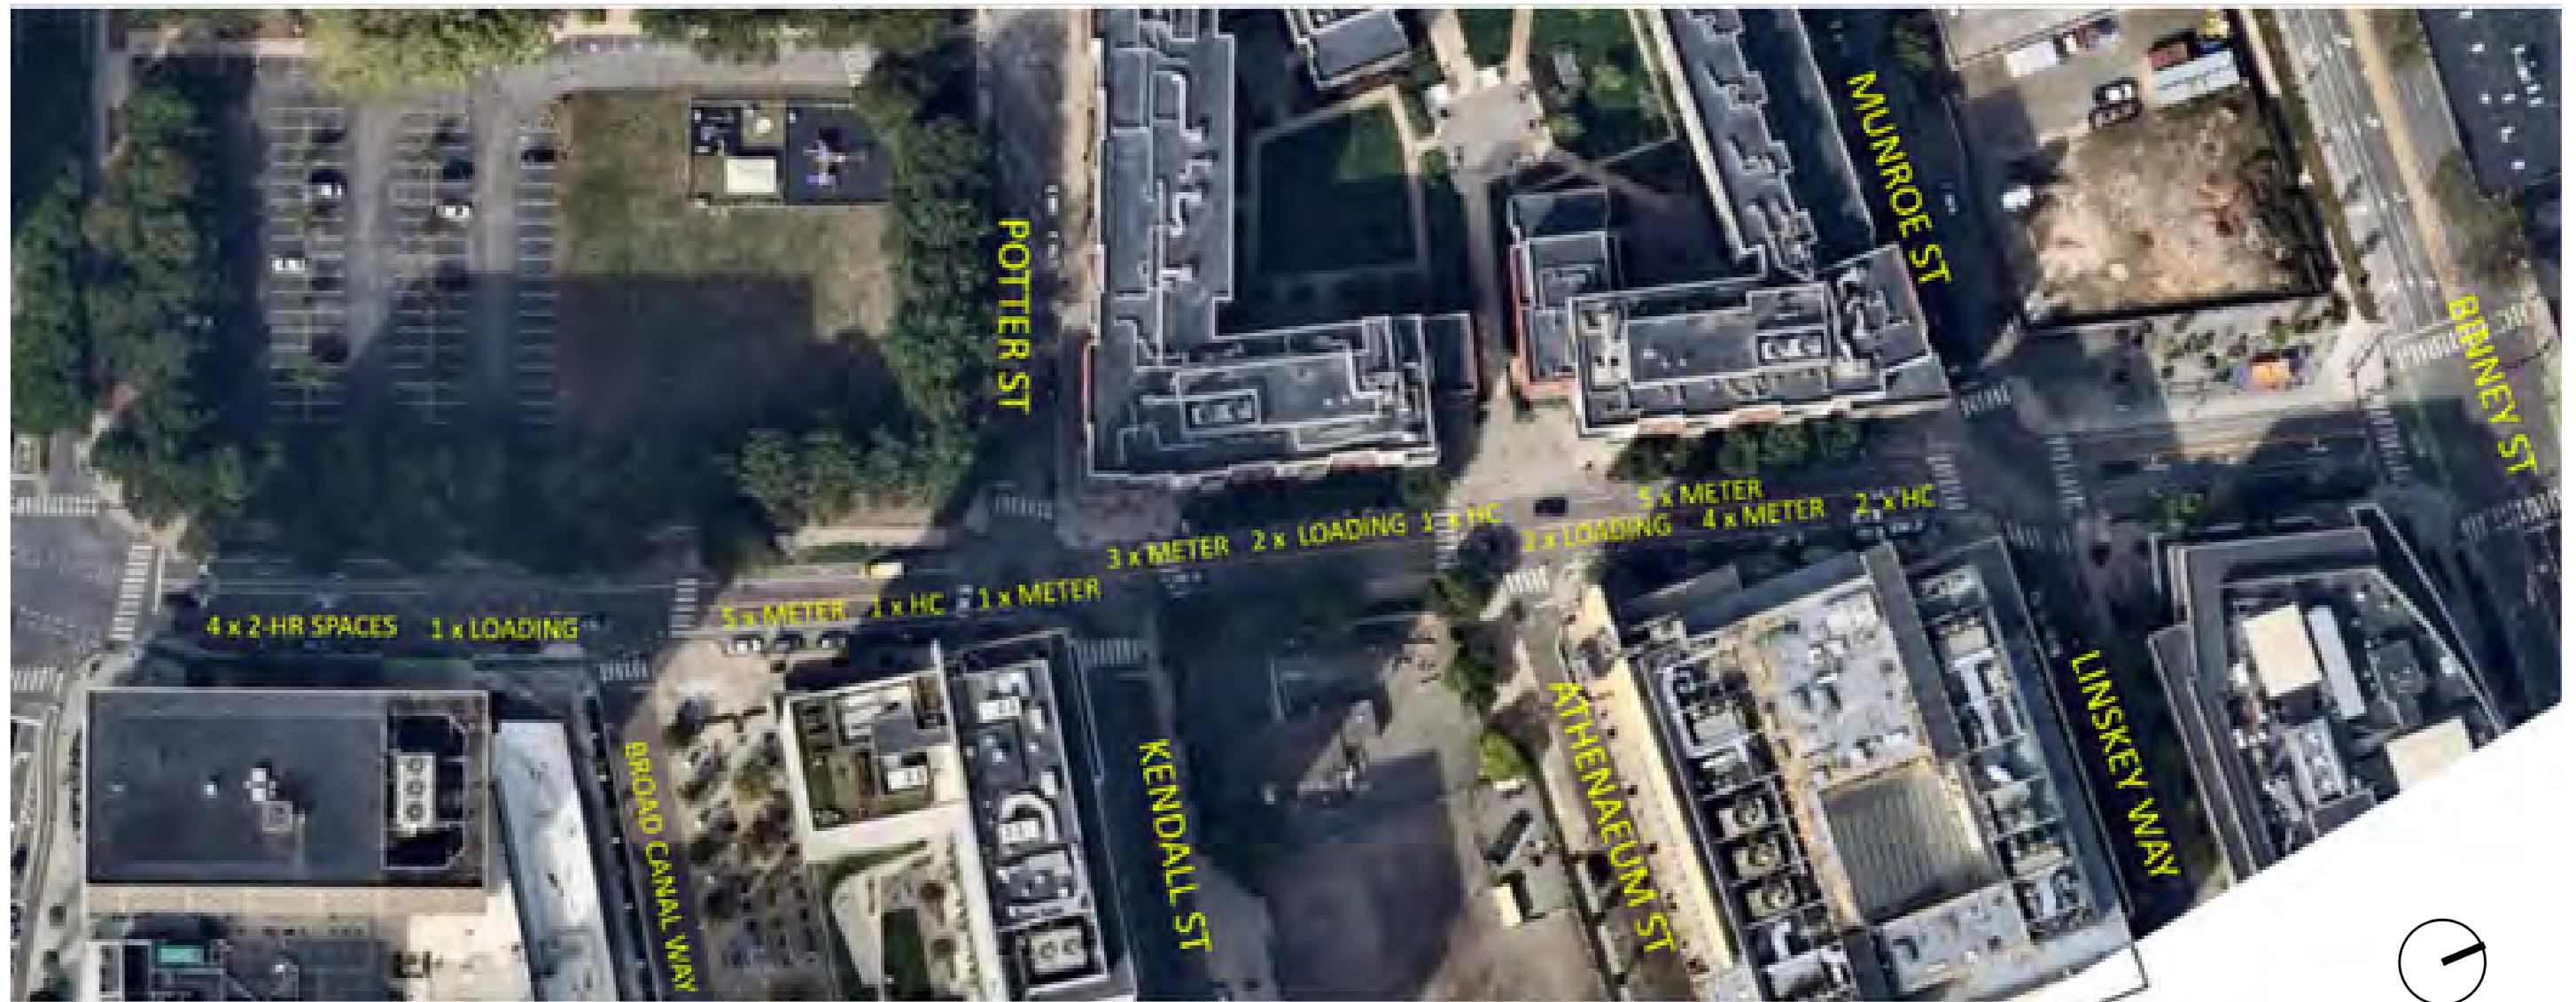 MUNROE ST
POTTER ST
BINNEY ST
5 x METER
3 x METER 2 x LOADING 1 x HC
2 x LOADING 4 x METER 2 x HC
5 x METER 1 x HC 1 x METER
4 x 2-HR SPACES 1 x LOADING
BROAD CANAL WAY
KENDALL ST
ATHENAEUM ST
LINSKEY WAY